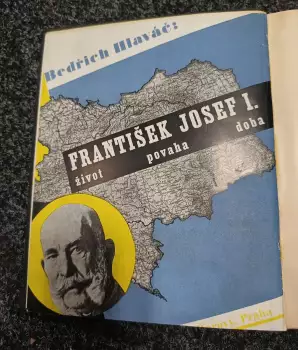 Bedřich Hlaváč:
FRANTIŠEK JOSEF I.
život povaha doba
Praha